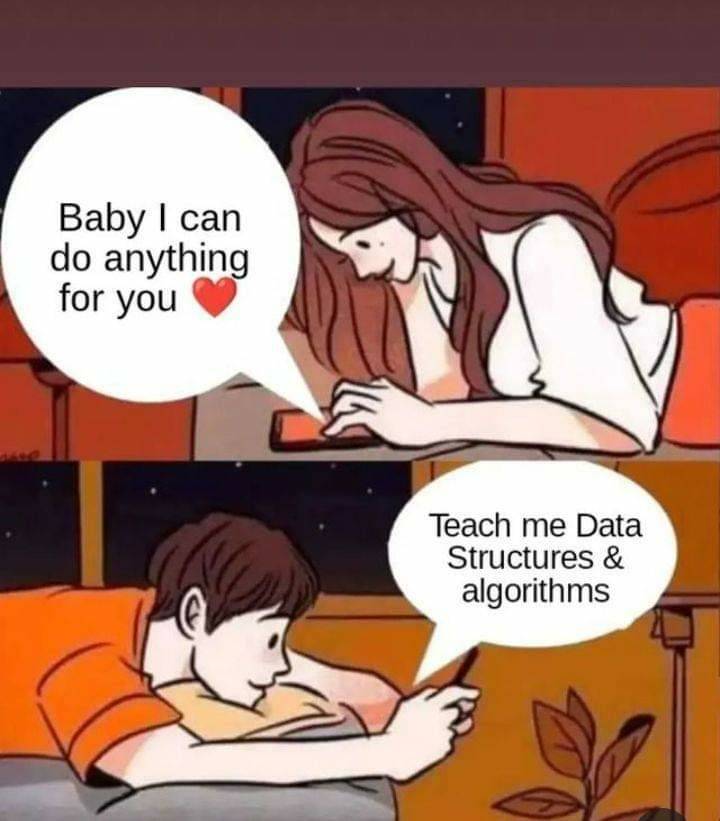 Baby I can
do anything
for you ❤️
Teach me Data
Structures &
algorithms